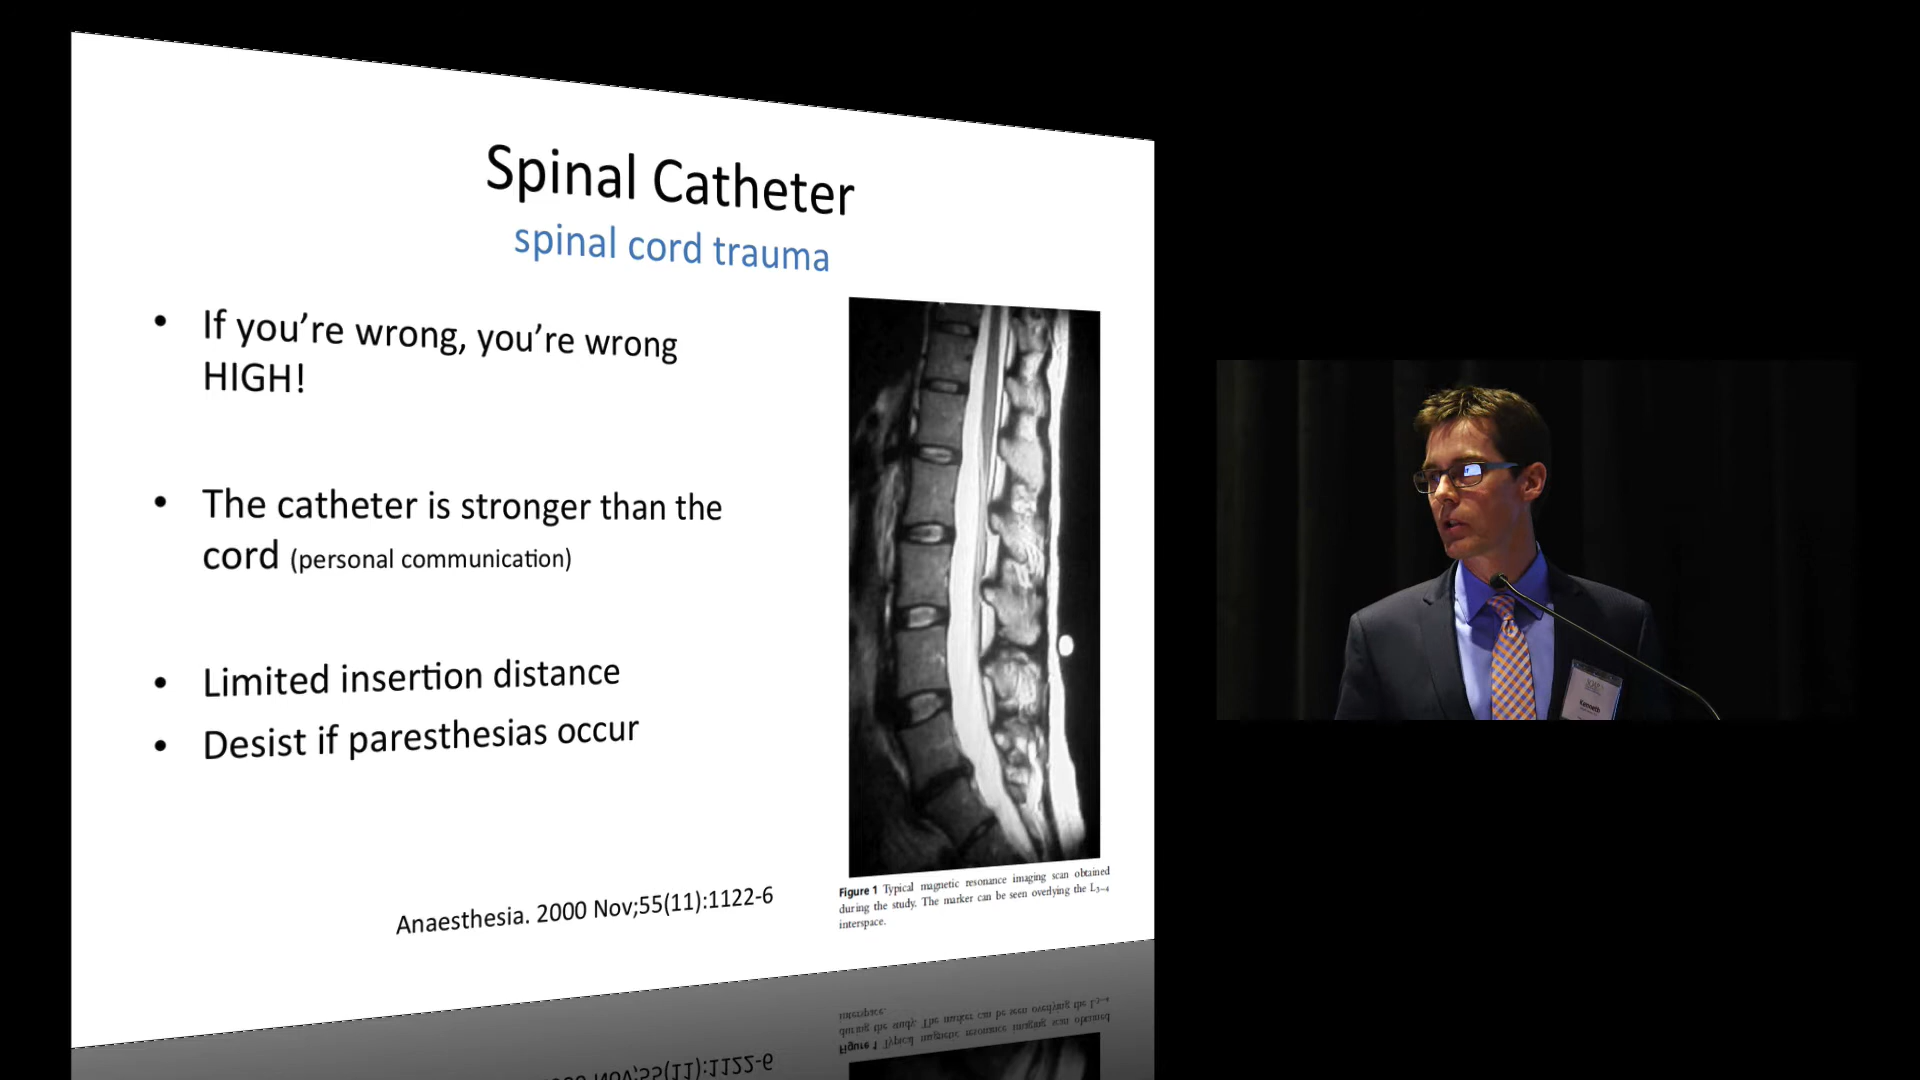 Spinal Catheter
spinal cord trauma
• If you’re wrong, you’re wrong
HIGH!
• The catheter is stronger than the
cord (personal communication)
• Limited insertion distance
• Desist if paresthesias occur
Anaesthesia. 2000 Nov;55(11):1122-6
Figure 1 Typical magnetic resonance imaging scan obtained
during the study. The marker can be seen overlying the L3–4
interspace.
Kenneth